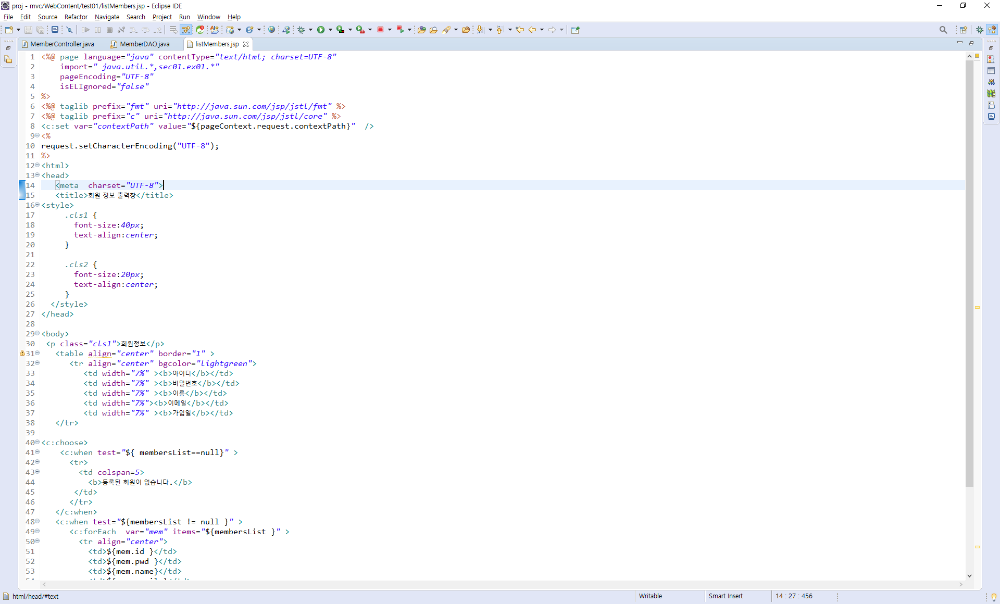 proj - mvc/WebContent/test01/listMembers.jsp - Eclipse IDE
File Edit Source Refactor Navigate Search Project Run Window Help
MemberController.java MemberDAO.java listMembers.jsp
1 <%@ page language="java" contentType="text/html; charset=UTF-8"
2     import=" java.util.*,sec01.ex01.*"
3     pageEncoding="UTF-8"
4     isELIgnored="false"
5 %>
6 <%@ taglib prefix="fmt" uri="http://java.sun.com/jsp/jstl/fmt" %>
7 <%@ taglib prefix="c" uri="http://java.sun.com/jsp/jstl/core" %>
8 <c:set var="contextPath" value="${pageContext.request.contextPath}"  />
9 <%
10 request.setCharacterEncoding("UTF-8");
11 %>
12 <html>
13 <head>
14    <meta  charset="UTF-8">
15    <title>회원 정보 출력창</title>
16 <style>
17      .cls1 {
18        font-size:40px;
19        text-align:center;
20      }
21
22      .cls2 {
23        font-size:20px;
24        text-align:center;
25      }
26   </style>
27 </head>
28
29 <body>
30  <p class="cls1">회원정보</p>
31    <table align="center" border="1" >
32       <tr align="center" bgcolor="lightgreen">
33          <td width="7%" ><b>아이디</b></td>
34          <td width="7%" ><b>비밀번호</b></td>
35          <td width="7%" ><b>이름</b></td>
36          <td width="7%"><b>이메일</b></td>
37          <td width="7%" ><b>가입일</b></td>
38    </tr>
39
40 <c:choose>
41     <c:when test="${ membersList==null}" >
42       <tr>
43         <td colspan=5>
44           <b>등록된 회원이 없습니다.</b>
45        </td>
46       </tr>
47    </c:when>
48    <c:when test="${membersList != null }" >
49       <c:forEach  var="mem" items="${membersList }" >
50         <tr align="center">
51           <td>${mem.id }</td>
52           <td>${mem.pwd }</td>
53           <td>${mem.name}</td>
html/head/#text Writable Smart Insert 14 : 27 : 456